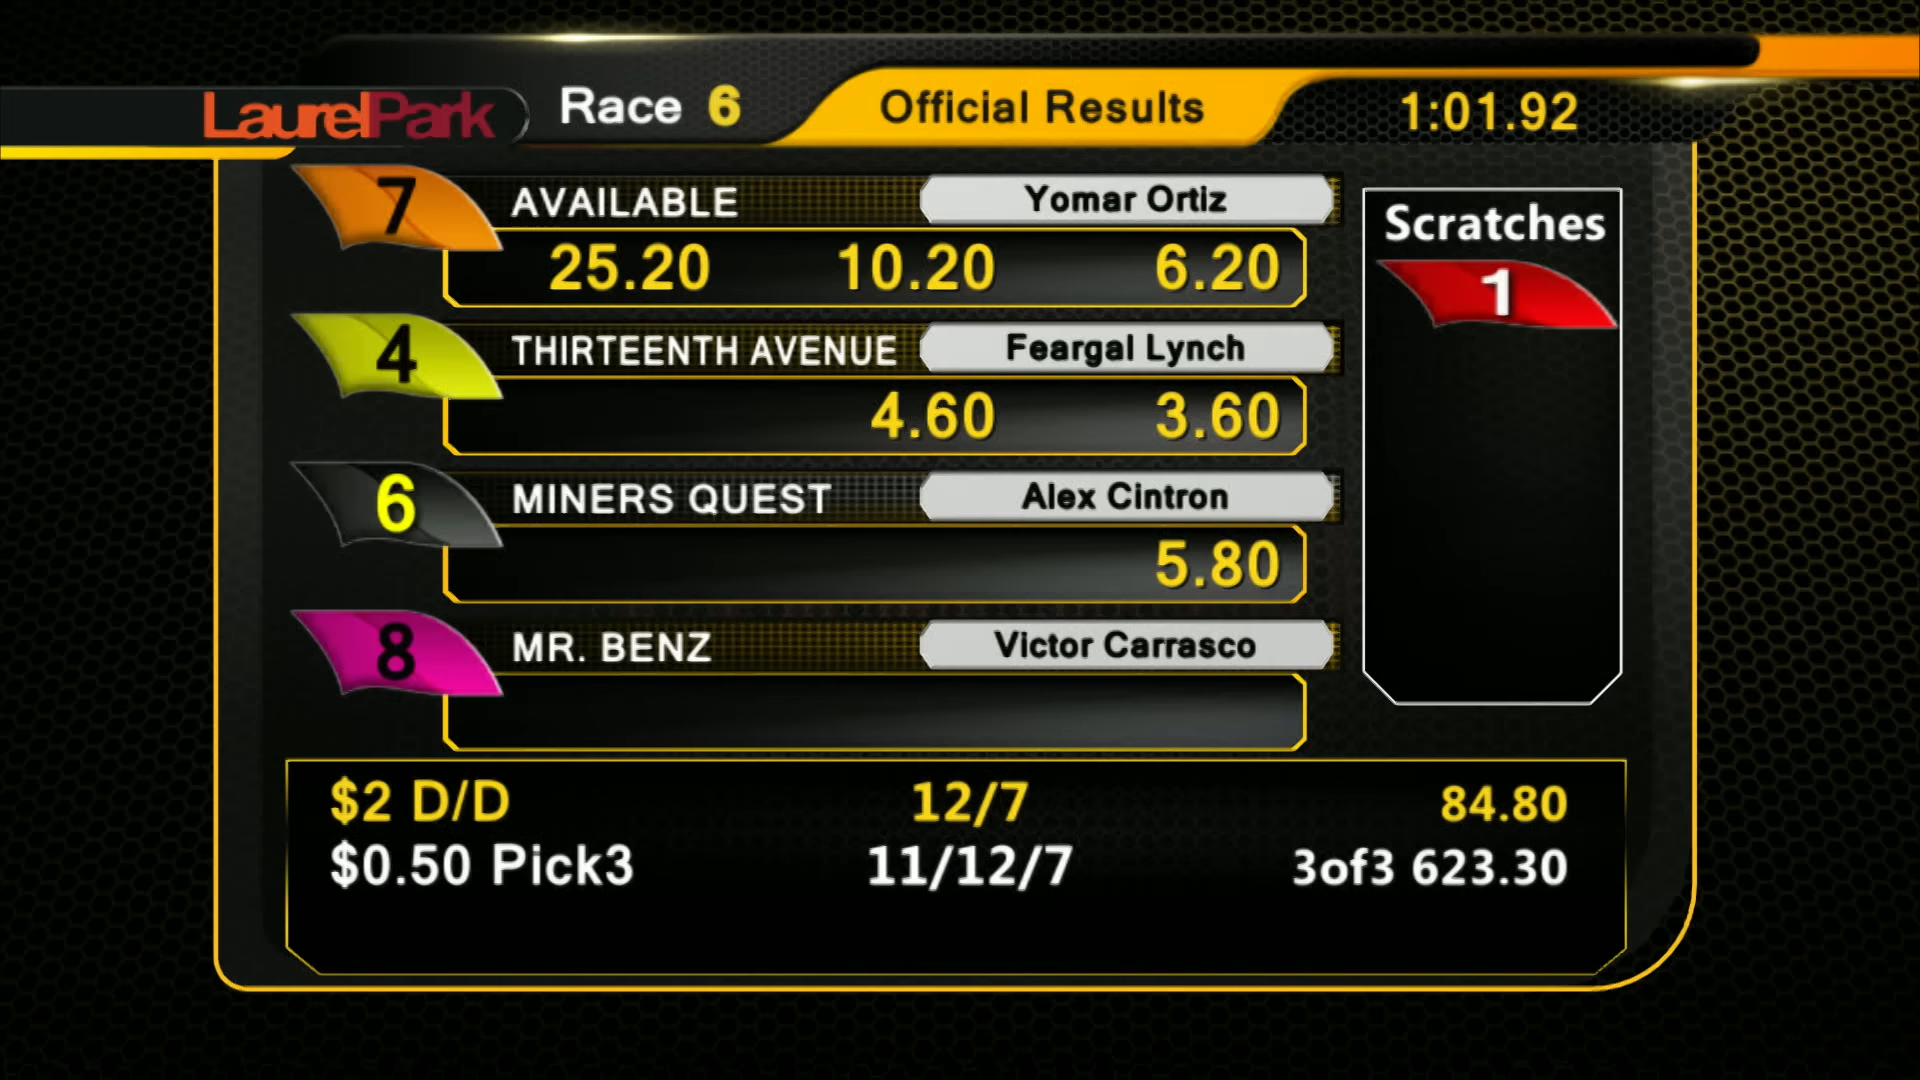 LaurelPark Race 6 Official Results 1:01.92
7 AVAILABLE Yomar Ortiz
25.20 10.20 6.20
4 THIRTEENTH AVENUE Feargal Lynch
4.60 3.60
6 MINERS QUEST Alex Cintron
5.80
8 MR. BENZ Victor Carrasco
Scratches
1
$2 D/D 12/7 84.80
$0.50 Pick3 11/12/7 3of3 623.30